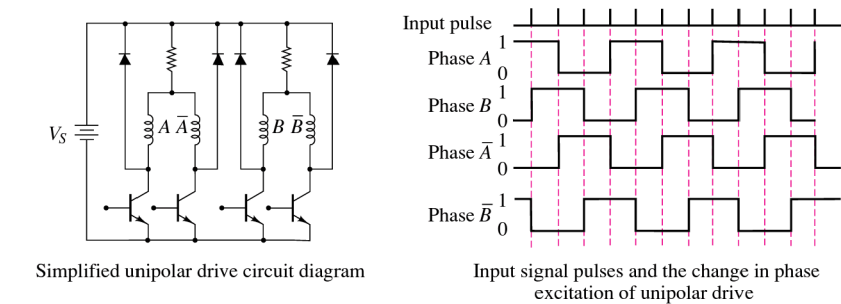 V_S
A A̅
B B̅
Simplified unipolar drive circuit diagram
Input pulse
Phase A 1 0
Phase B 1 0
Phase A̅ 1 0
Phase B̅ 1 0
Input signal pulses and the change in phase
excitation of unipolar drive